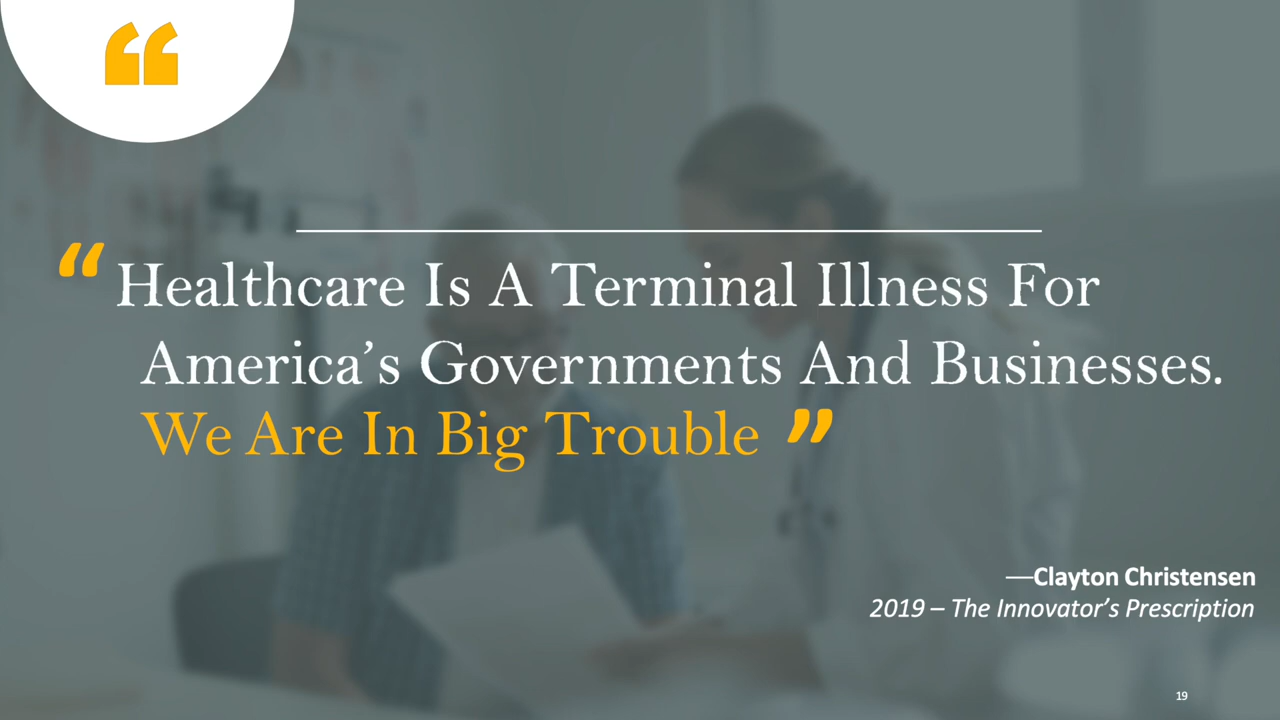 “
“ Healthcare Is A Terminal Illness For
America’s Governments And Businesses.
We Are In Big Trouble ”
—Clayton Christensen
2019 – The Innovator’s Prescription
19